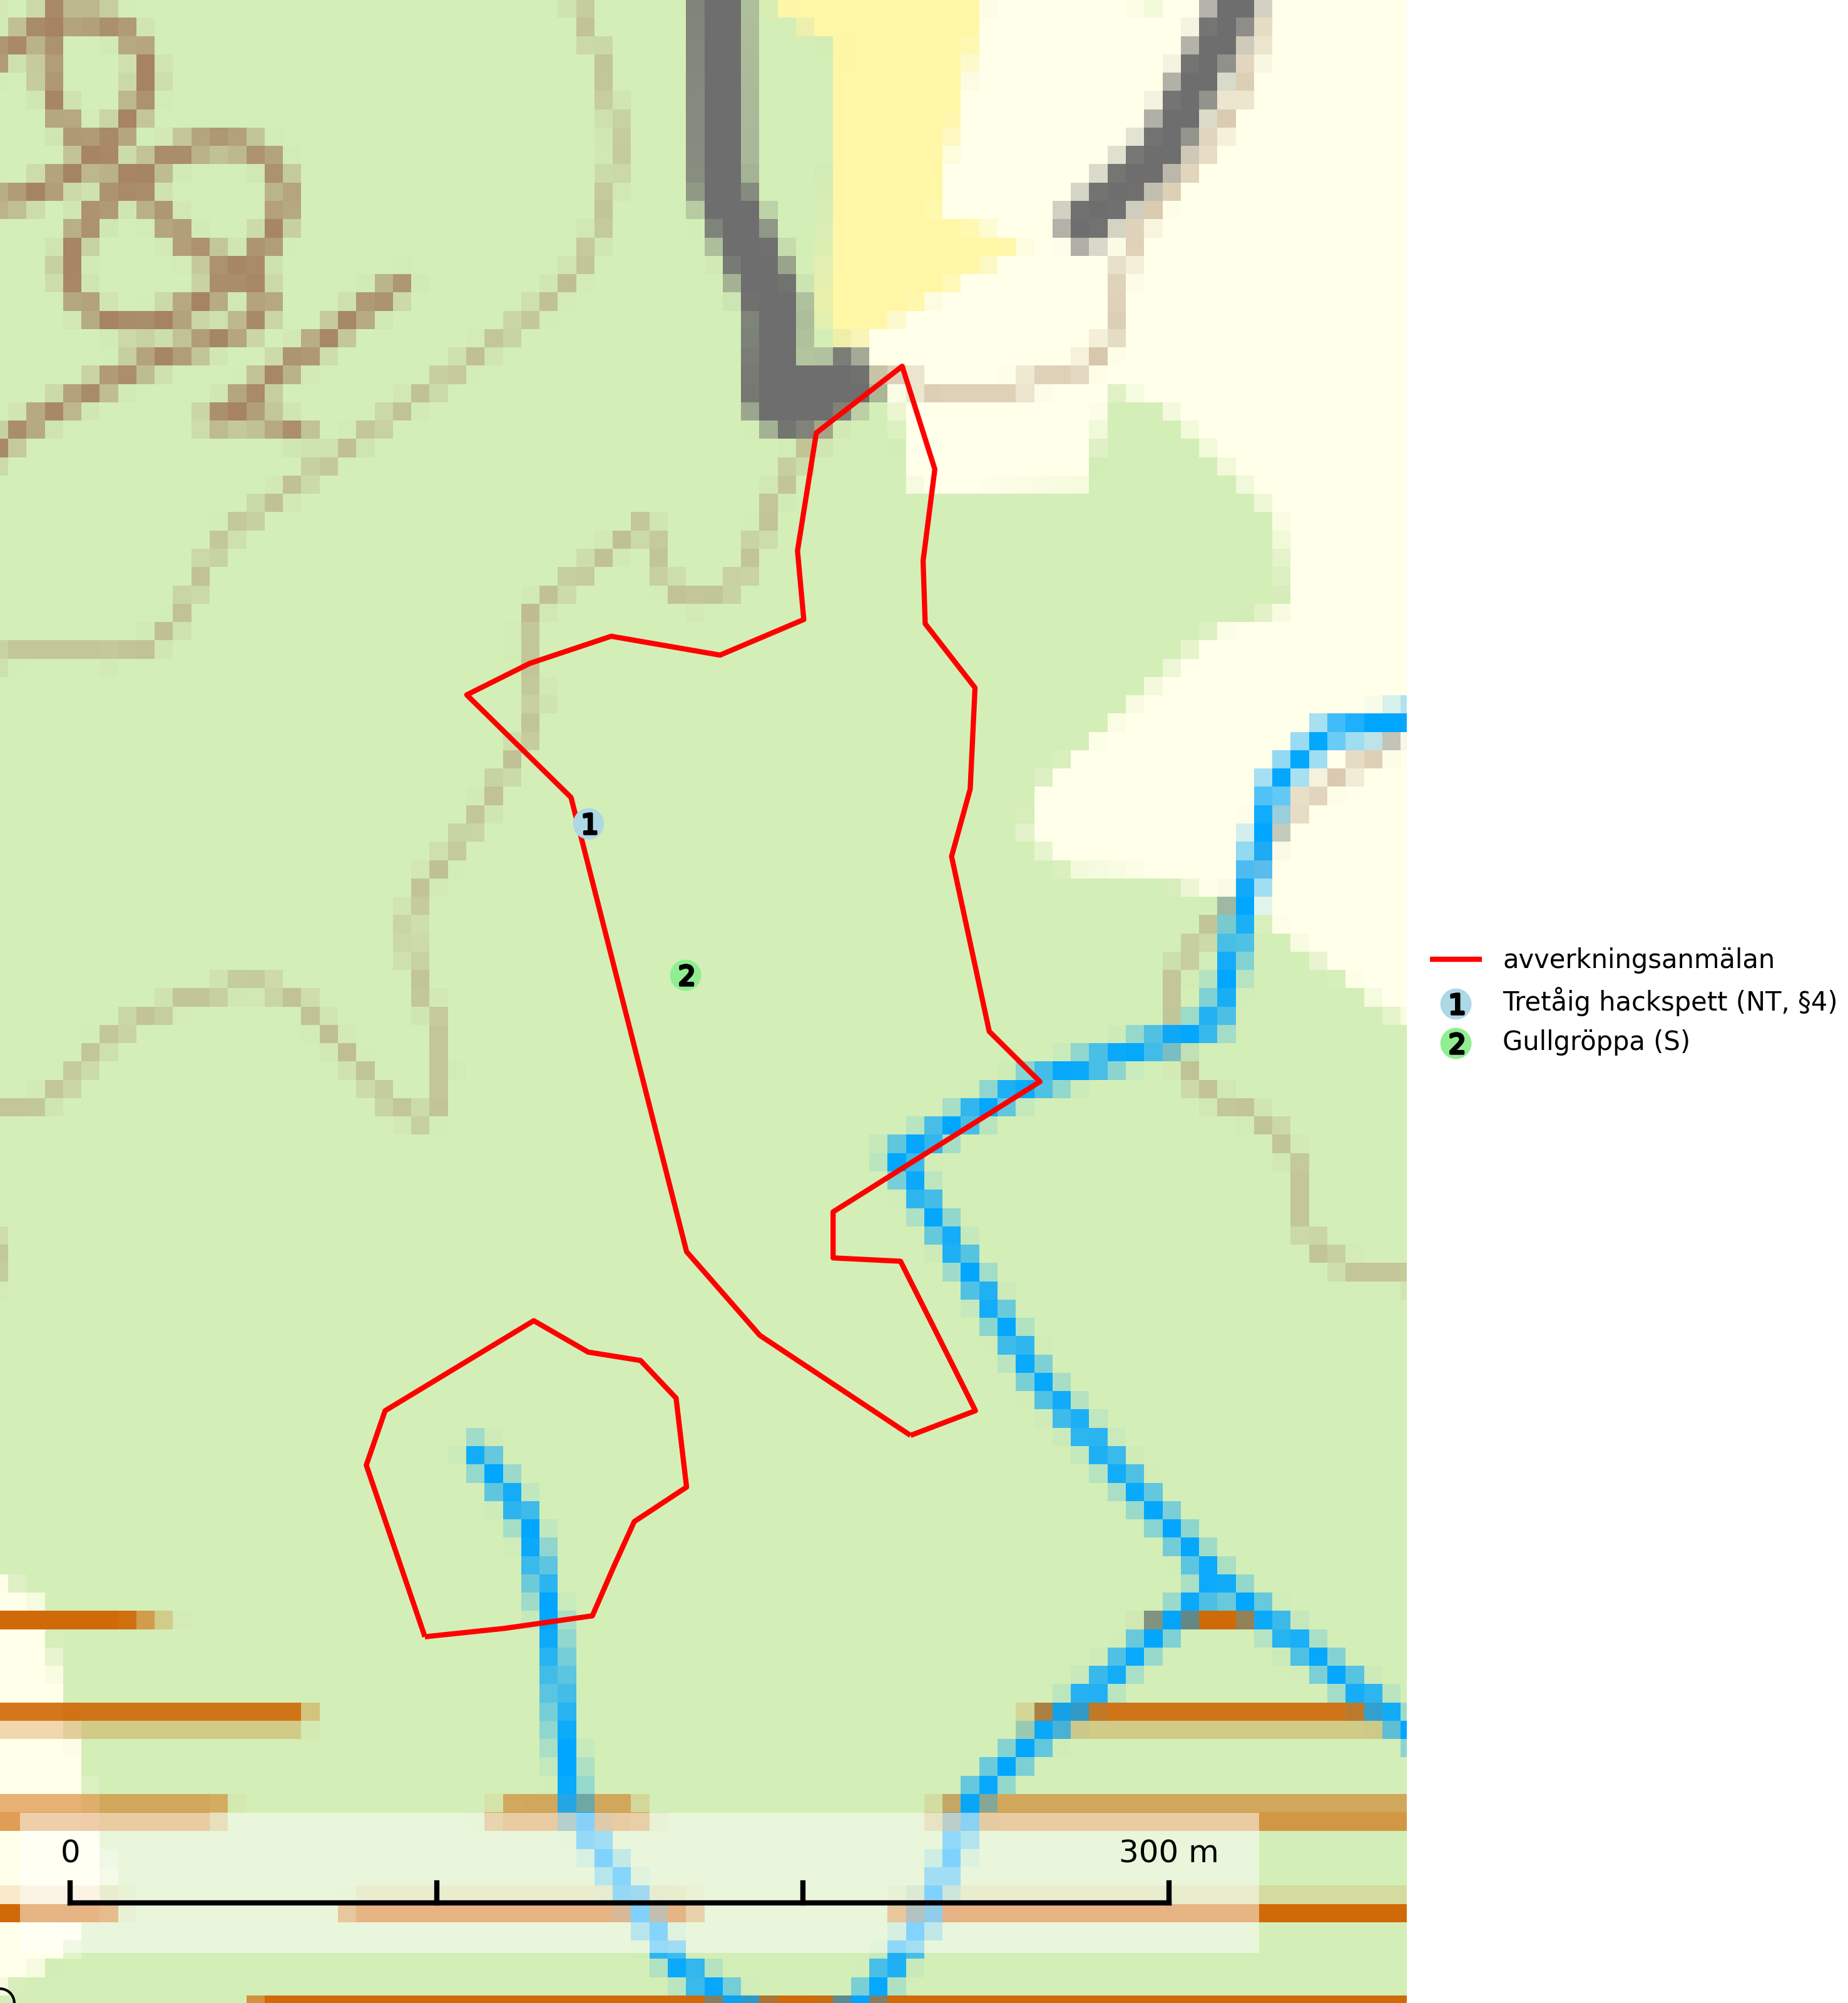 1
2
avverkningsanmälan
1 Tretåig hackspett (NT, §4)
2 Gullgröppa (S)
0 300 m